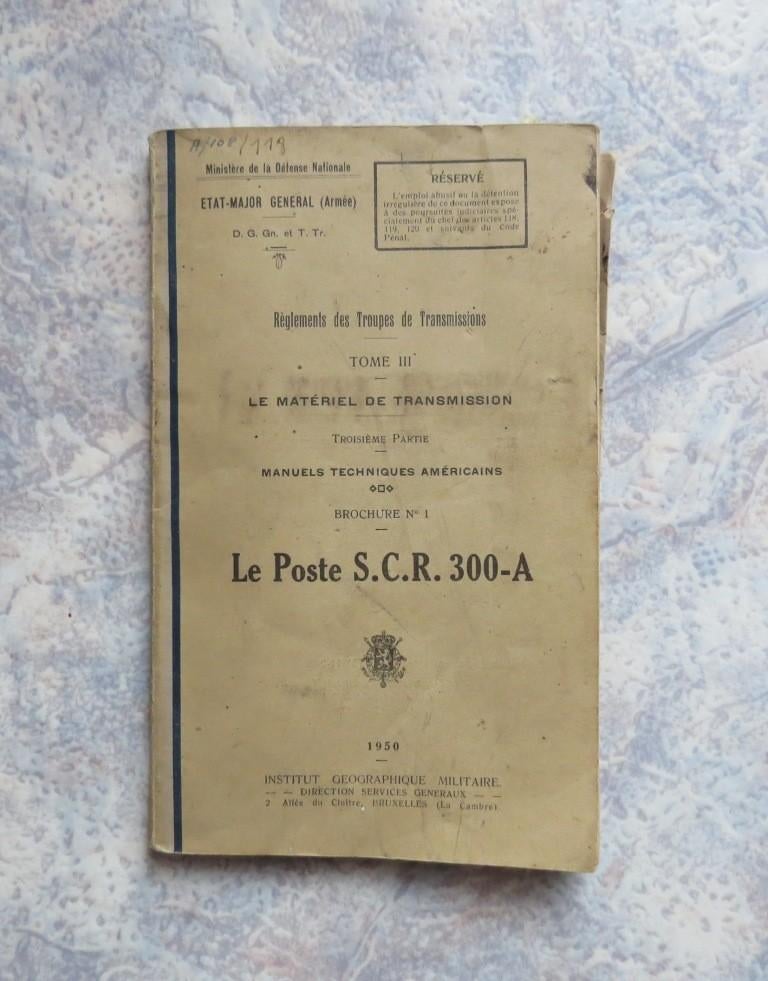 A/108/118
Ministère de la Défense Nationale
ETAT-MAJOR GENERAL (Armée)
D. G. Gn. et T. Tr.
RÉSERVÉ
L'emploi abusif ou la détention
irrégulière de ce document expose
à des poursuites judiciaires spé-
cialement du chef des articles 118,
119, 120 et suivants du Code
Pénal.
Règlements des Troupes de Transmissions
TOME III
LE MATÉRIEL DE TRANSMISSION
TROISIÈME PARTIE
MANUELS TECHNIQUES AMÉRICAINS
BROCHURE N° 1
Le Poste S.C.R. 300-A
1950
INSTITUT GEOGRAPHIQUE MILITAIRE.
— — DIRECTION SERVICES GENERAUX — —
2 Allée du Cloître, BRUXELLES (La Cambre)